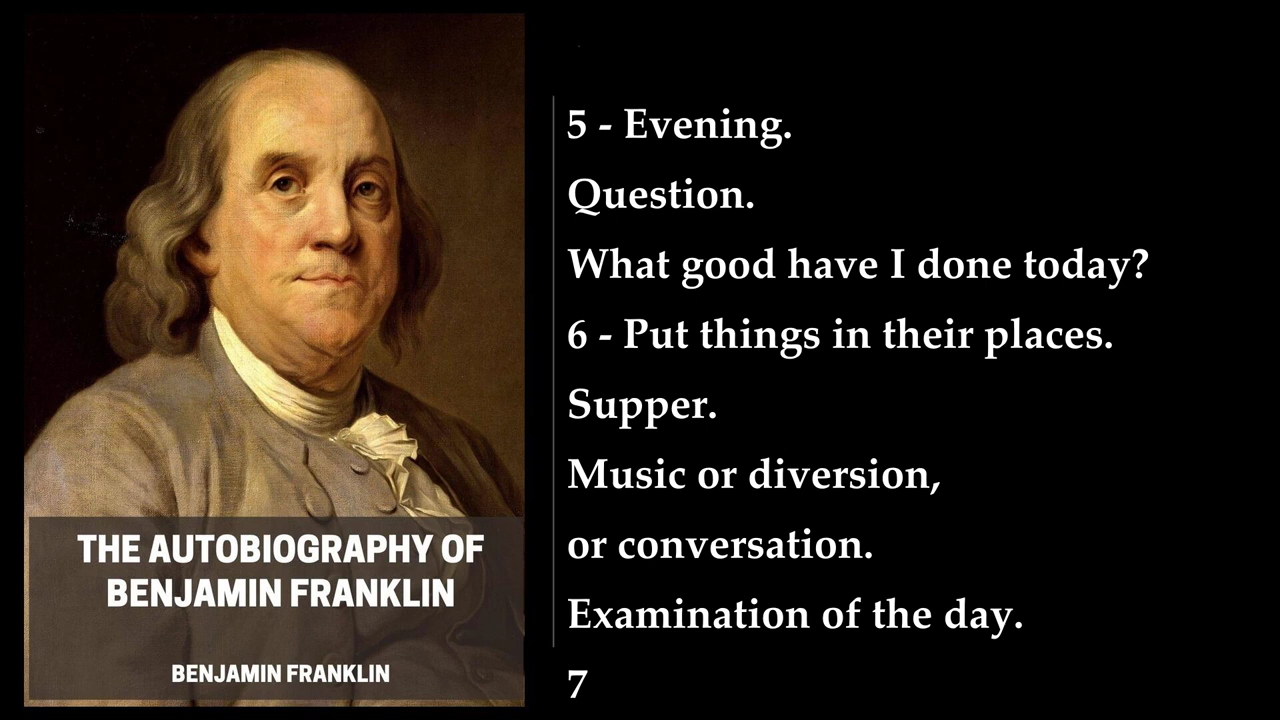 THE AUTOBIOGRAPHY OF
BENJAMIN FRANKLIN
BENJAMIN FRANKLIN
5 - Evening.
Question.
What good have I done today?
6 - Put things in their places.
Supper.
Music or diversion,
or conversation.
Examination of the day.
7